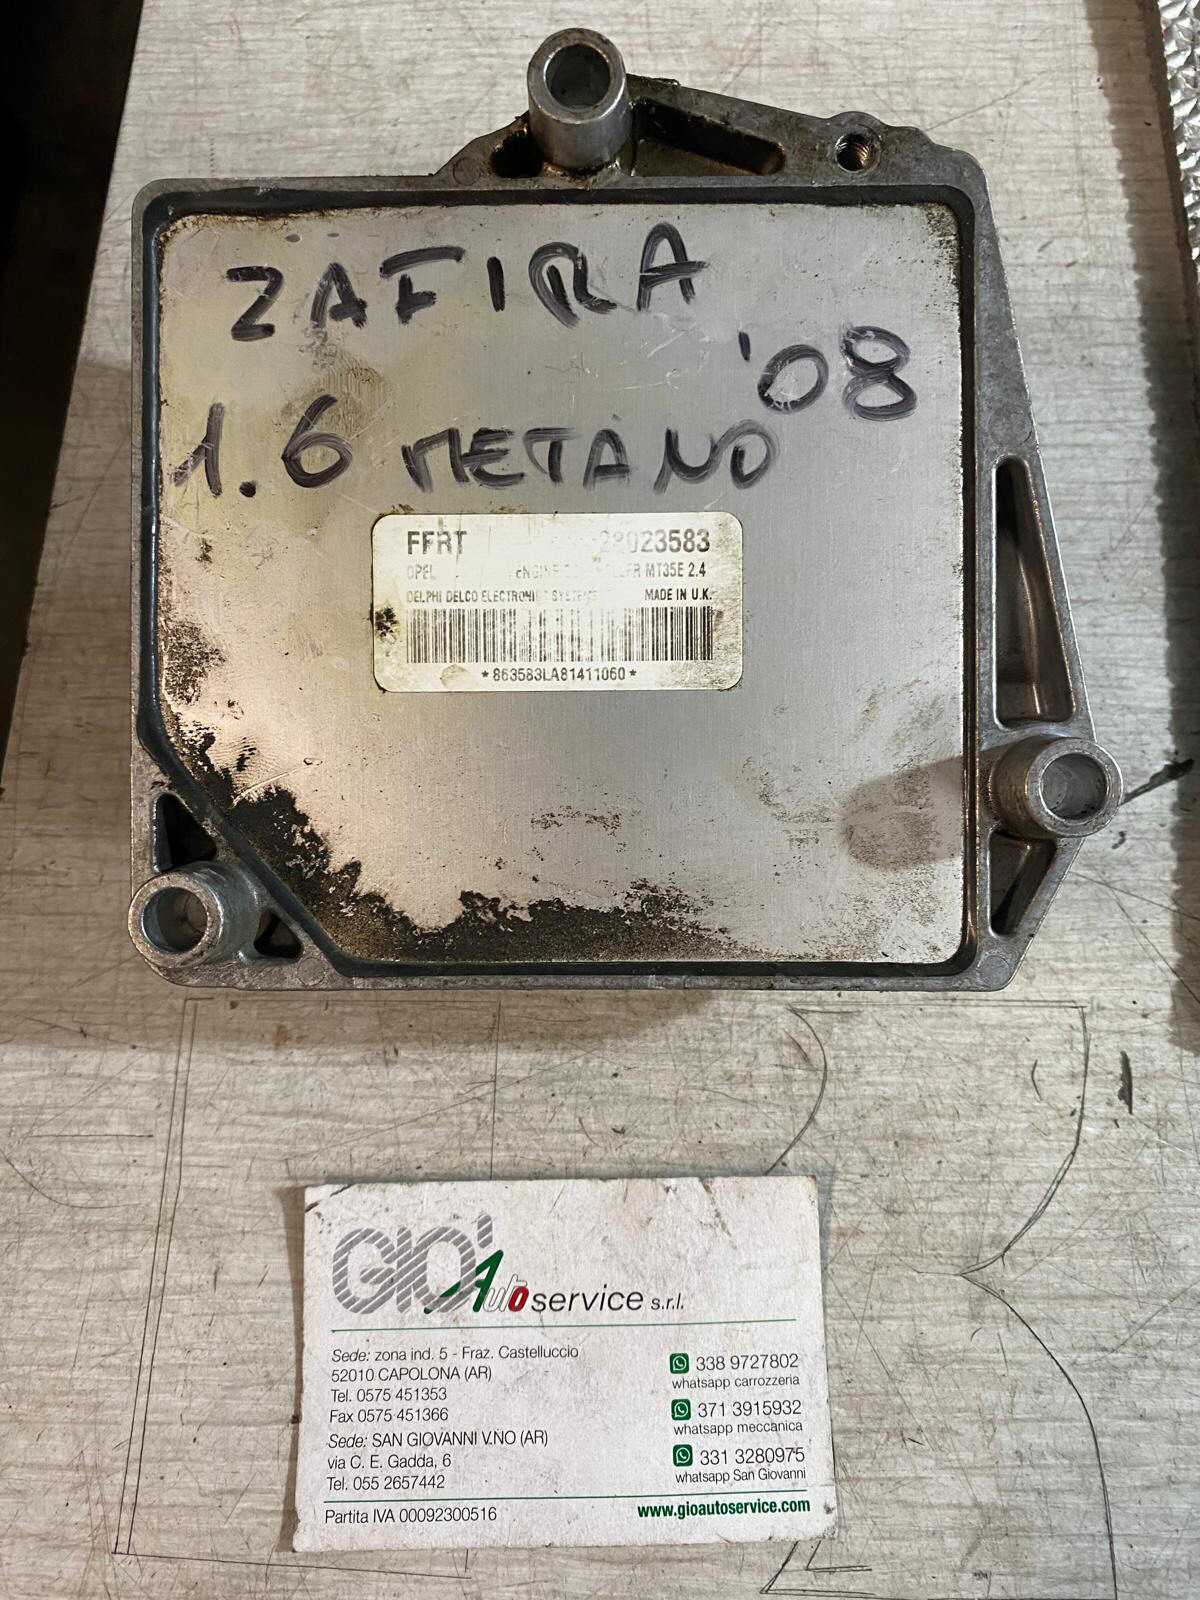 ZAFIRA
'08
1.6 METANO
FFRT 28023583
OPEL MT35E 2.4
DELPHI DELCO ELECTRONICS SYSTEMS MADE IN U.K.
*863583LA81411060*
GIO' Auto service s.r.l.
Sede: zona ind. 5 - Fraz. Castelluccio
52010 CAPOLONA (AR)
Tel. 0575 451353
Fax 0575 451366
Sede: SAN GIOVANNI V.NO (AR)
via C. E. Gadda, 6
Tel. 055 2657442
338 9727802
whatsapp carrozzeria
371 3915932
whatsapp meccanica
331 3280975
whatsapp San Giovanni
Partita IVA 00092300516
www.gioautoservice.com